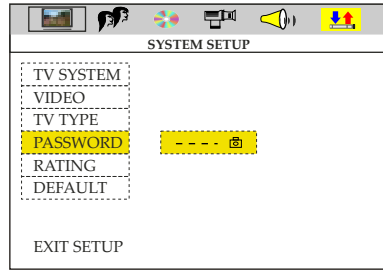 SYSTEM SETUP
TV SYSTEM
VIDEO
TV TYPE
PASSWORD - - - -
RATING
DEFAULT
EXIT SETUP